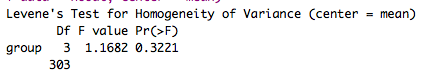 Levene's Test for Homogeneity of Variance (center = mean)
Df F value Pr(>F)
group 3 1.1682 0.3221
303